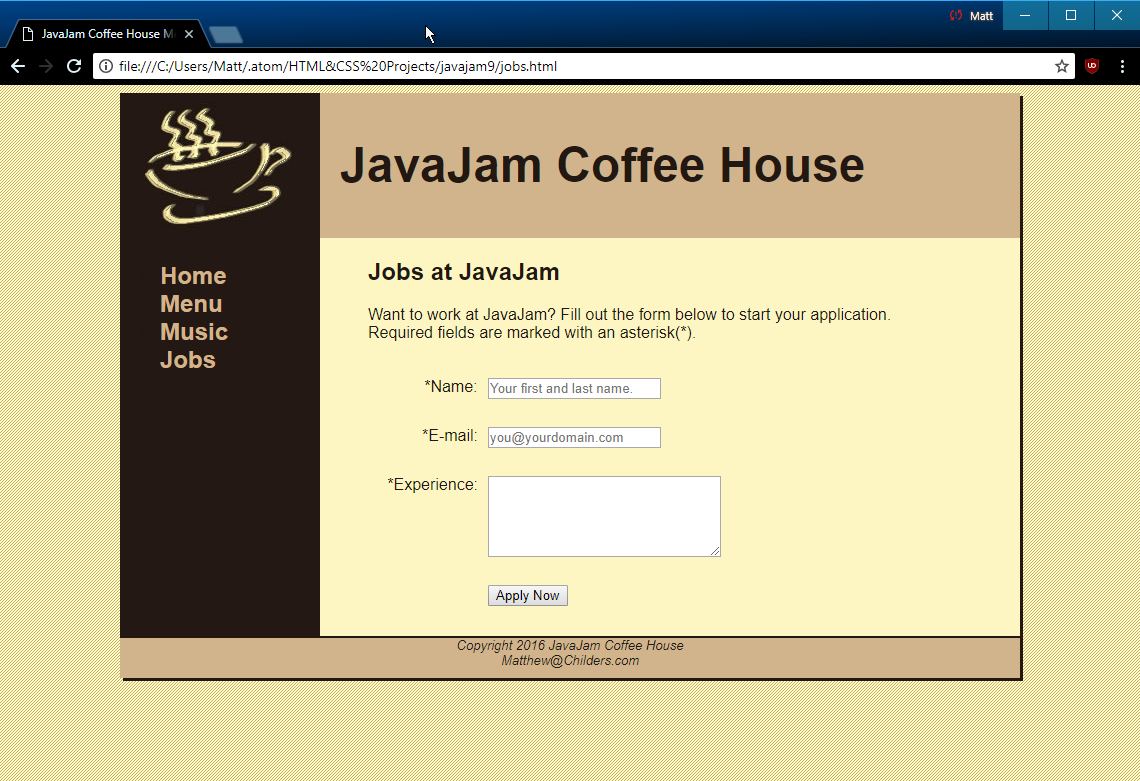 Matt
JavaJam Coffee House M
file:///C:/Users/Matt/.atom/HTML&CSS%20Projects/javajam9/jobs.html
JavaJam Coffee House
Home
Menu
Music
Jobs
Jobs at JavaJam
Want to work at JavaJam? Fill out the form below to start your application.
Required fields are marked with an asterisk(*).
*Name:
Your first and last name.
*E-mail:
you@yourdomain.com
*Experience:
Apply Now
Copyright 2016 JavaJam Coffee House
Matthew@Childers.com